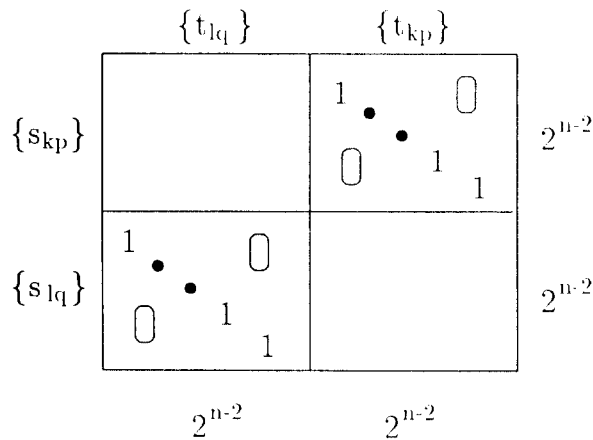 {t_lq} {t_kp}
{s_kp} 1 0 2^{n-2}
0 1
1
{s_lq} 1 0 2^{n-2}
0 1
1
2^{n-2} 2^{n-2}